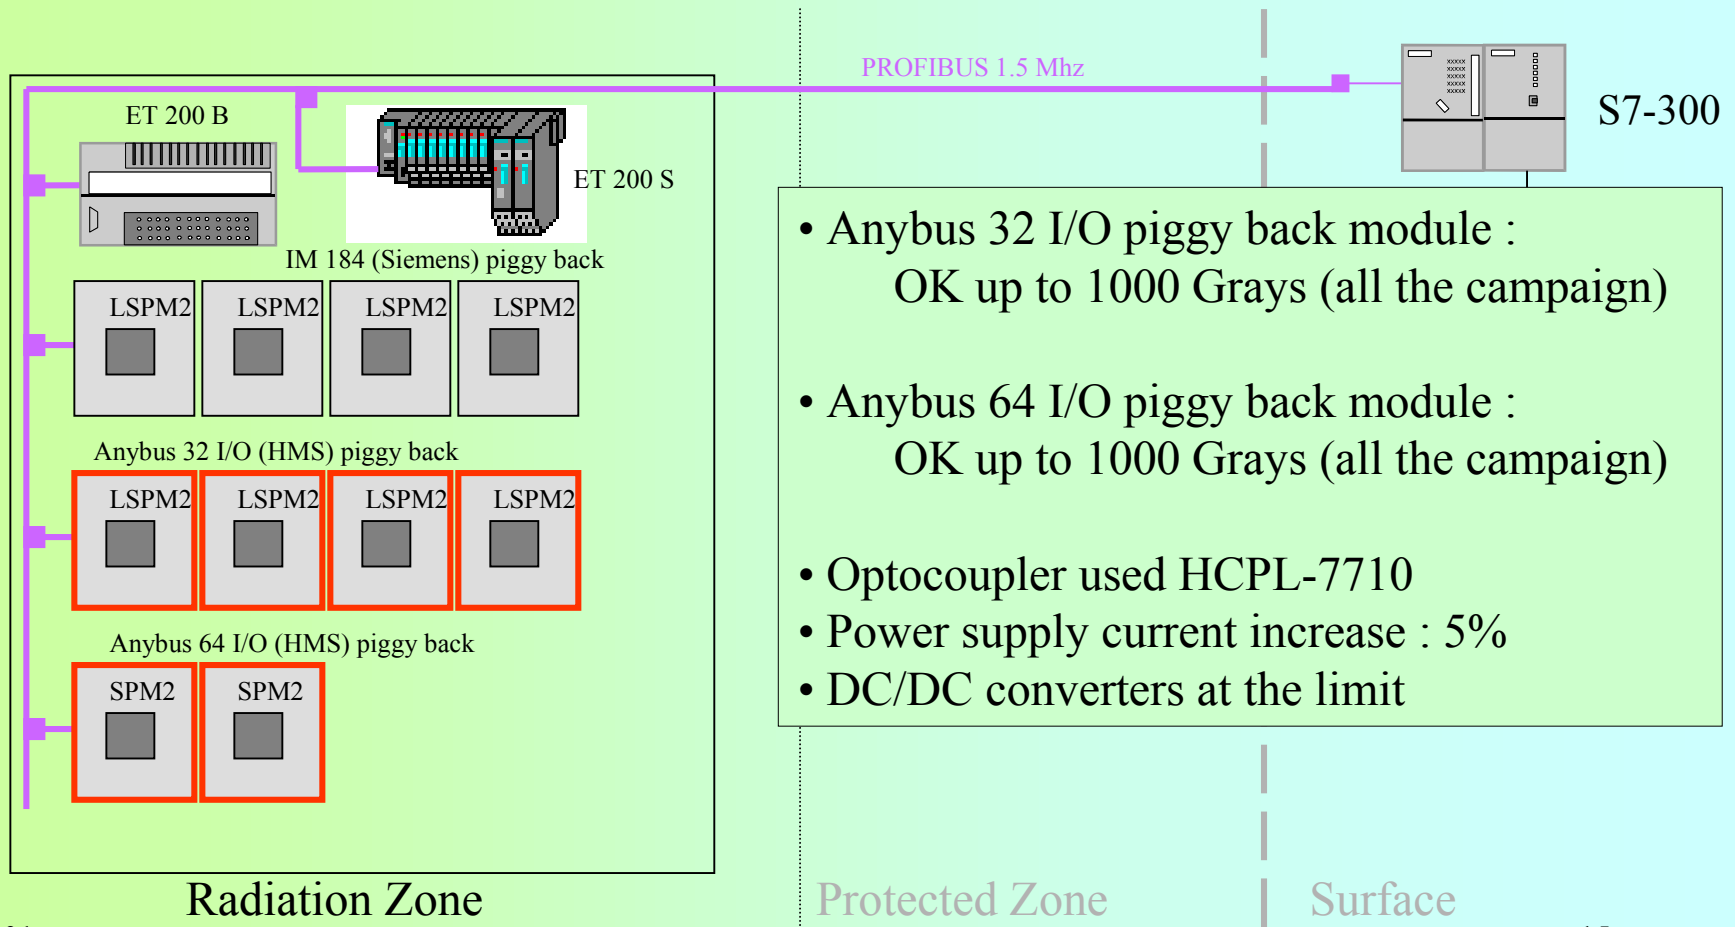 PROFIBUS 1.5 Mhz
S7-300
ET 200 B
ET 200 S
IM 184 (Siemens) piggy back
LSPM2 LSPM2 LSPM2 LSPM2
Anybus 32 I/O (HMS) piggy back
LSPM2 LSPM2 LSPM2 LSPM2
Anybus 64 I/O (HMS) piggy back
SPM2 SPM2
• Anybus 32 I/O piggy back module :
OK up to 1000 Grays (all the campaign)
• Anybus 64 I/O piggy back module :
OK up to 1000 Grays (all the campaign)
• Optocoupler used HCPL-7710
• Power supply current increase : 5%
• DC/DC converters at the limit
Radiation Zone
Protected Zone
Surface